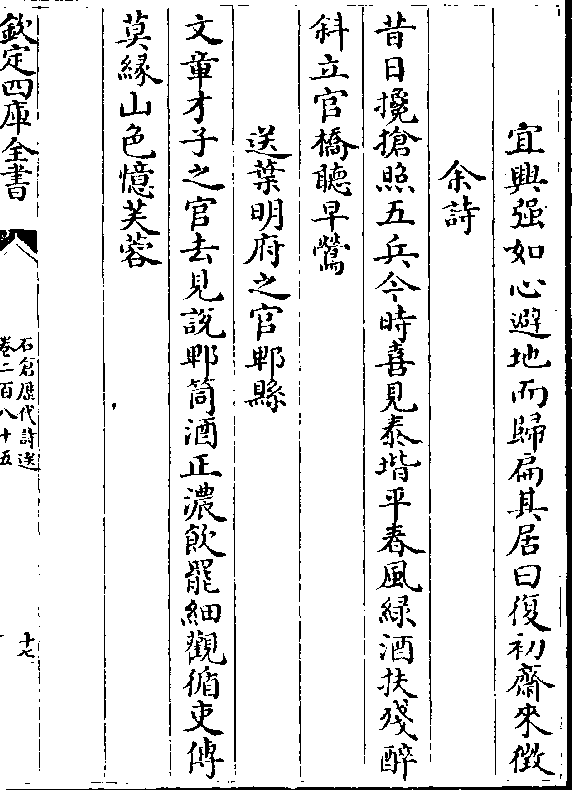 宜興强如心避地而歸扁其居曰復初齋來徵
余詩
昔日攙搶照五兵今時喜見泰堦平春風緑酒扶殘醉
斜立官橋聽早鶯
送葉明府之官郫縣
文章才子之官去見說郫筒酒正濃飲罷細觀循吏傳
莫緣山色憶芙蓉
欽定四庫全書
石倉歴代詩選
卷二百八十五
十七